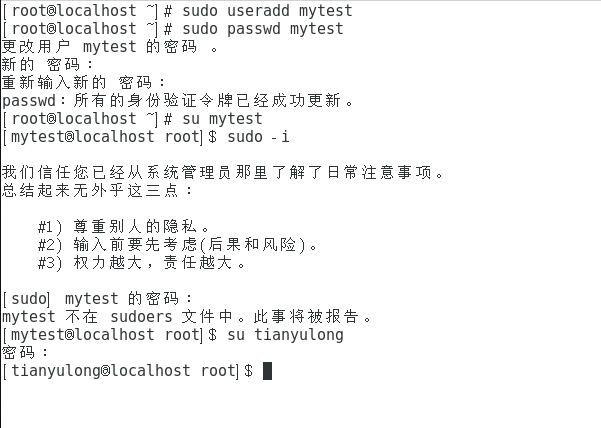 [root@localhost ~]# sudo useradd mytest
[root@localhost ~]# sudo passwd mytest
更改用户 mytest 的密码 。
新的 密码：
重新输入新的 密码：
passwd：所有的身份验证令牌已经成功更新。
[root@localhost ~]# su mytest
[mytest@localhost root]$ sudo -i
我们信任您已经从系统管理员那里了解了日常注意事项。
总结起来无外乎这三点：
#1) 尊重别人的隐私。
#2) 输入前要先考虑(后果和风险)。
#3) 权力越大，责任越大。
[sudo] mytest 的密码：
mytest 不在 sudoers 文件中。此事将被报告。
[mytest@localhost root]$ su tianyulong
密码：
[tianyulong@localhost root]$